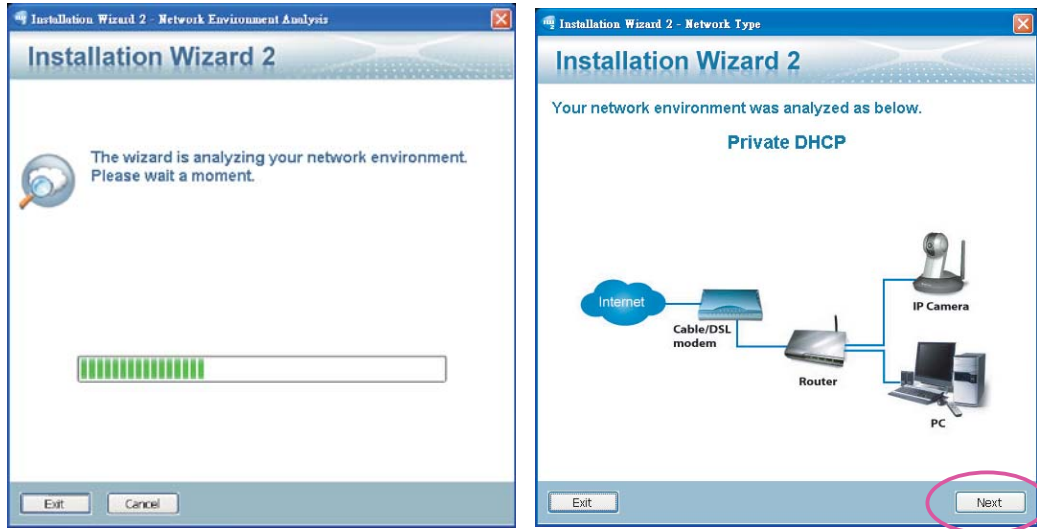 Installation Wizard 2 - Network Environment Analysis
Installation Wizard 2
The wizard is analyzing your network environment.
Please wait a moment.
Exit
Cancel
Installation Wizard 2 - Network Type
Installation Wizard 2
Your network environment was analyzed as below.
Private DHCP
Internet
Cable/DSL
modem
Router
IP Camera
PC
Exit
Next